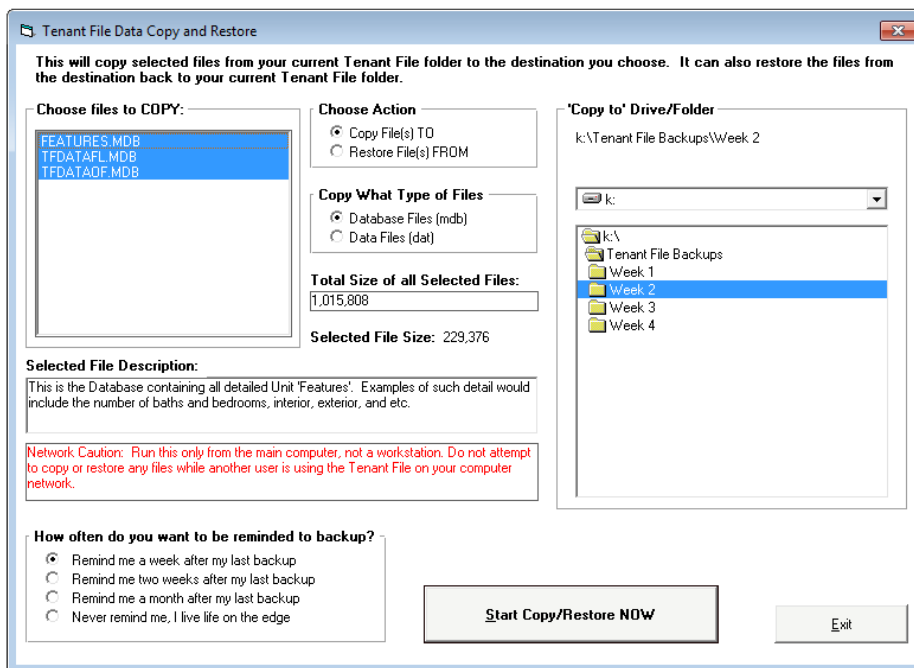 Tenant File Data Copy and Restore
This will copy selected files from your current Tenant File folder to the destination you choose. It can also restore the files from
the destination back to your current Tenant File folder.
Choose files to COPY:
FEATURES.MDB
TFDATAFL.MDB
TFDATAOF.MDB
Choose Action
Copy File(s) TO
Restore File(s) FROM
Copy What Type of Files
Database Files (mdb)
Data Files (dat)
Total Size of all Selected Files:
1,015,808
Selected File Size: 229,376
'Copy to' Drive/Folder
k:\Tenant File Backups\Week 2
k:
k:\
Tenant File Backups
Week 1
Week 2
Week 3
Week 4
Selected File Description:
This is the Database containing all detailed Unit 'Features'. Examples of such detail would
include the number of baths and bedrooms, interior, exterior, and etc.
Network Caution: Run this only from the main computer, not a workstation. Do not attempt
to copy or restore any files while another user is using the Tenant File on your computer
network.
How often do you want to be reminded to backup?
Remind me a week after my last backup
Remind me two weeks after my last backup
Remind me a month after my last backup
Never remind me, I live life on the edge
Start Copy/Restore NOW
Exit